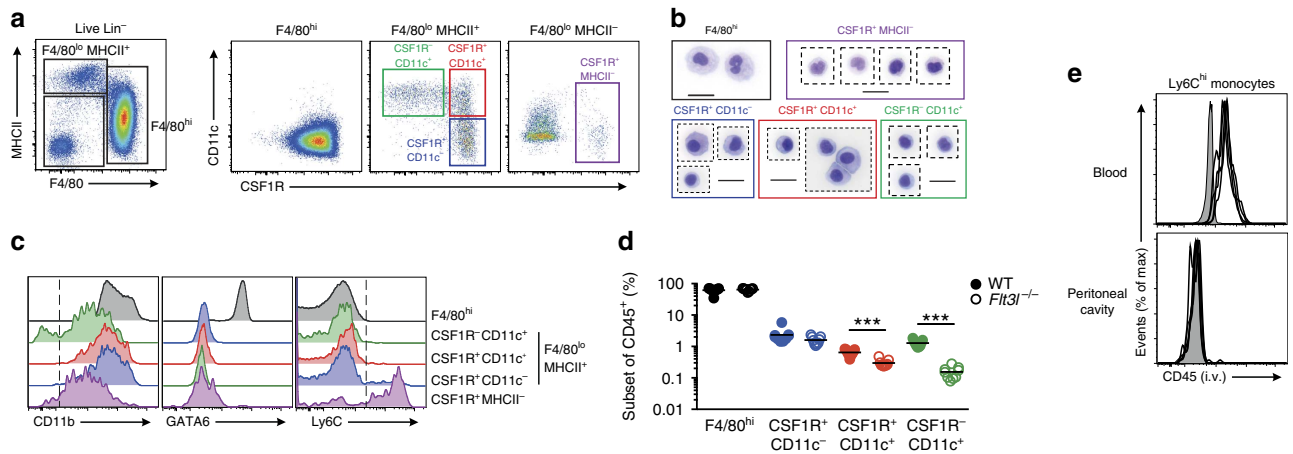 a
Live Lin⁻
F4/80ˡᵒ MHCII⁺
F4/80ʰⁱ
MHCII
F4/80
F4/80ʰⁱ
F4/80ˡᵒ MHCII⁺
F4/80ˡᵒ MHCII⁻
CSF1R⁻
CD11c⁺
CSF1R⁺
CD11c⁺
CSF1R⁺
CD11c⁻
CSF1R⁺
MHCII⁻
CD11c
CSF1R
b
F4/80ʰⁱ
CSF1R⁺ MHCII⁻
CSF1R⁺ CD11c⁻
CSF1R⁺ CD11c⁺
CSF1R⁻ CD11c⁺
c
F4/80ʰⁱ
CSF1R⁻CD11c⁺
CSF1R⁺CD11c⁺
CSF1R⁺CD11c⁻
CSF1R⁺MHCII⁻
F4/80ˡᵒ
MHCII⁺
CD11b
GATA6
Ly6C
d
Subset of CD45⁺ (%)
100
10
1
0.1
0.01
WT
Flt3l⁻/⁻
***
***
F4/80ʰⁱ
CSF1R⁺
CD11c⁻
CSF1R⁺
CD11c⁺
CSF1R⁻
CD11c⁺
e
Ly6Cʰⁱ monocytes
Blood
Peritoneal
cavity
Events (% of max)
CD45 (i.v.)